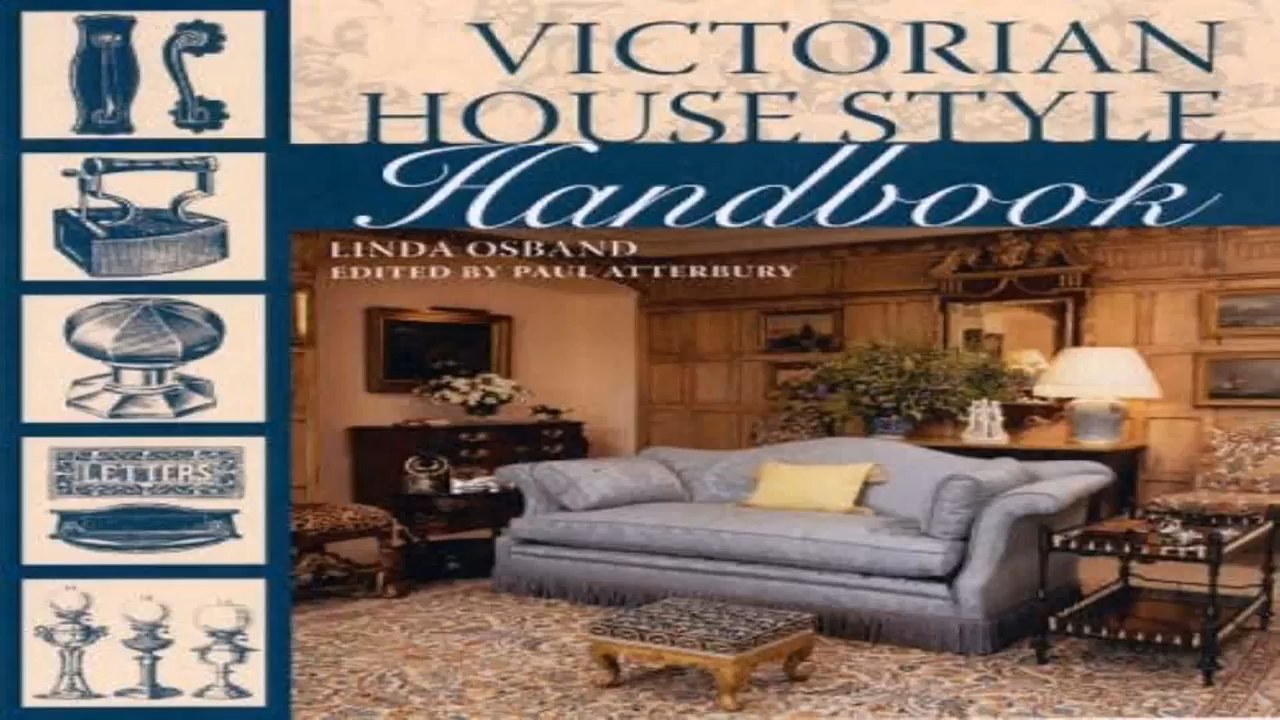 VICTORIAN
HOUSE STYLE
Handbook
LINDA OSBAND
EDITED BY PAUL ATTERBURY
LETTERS